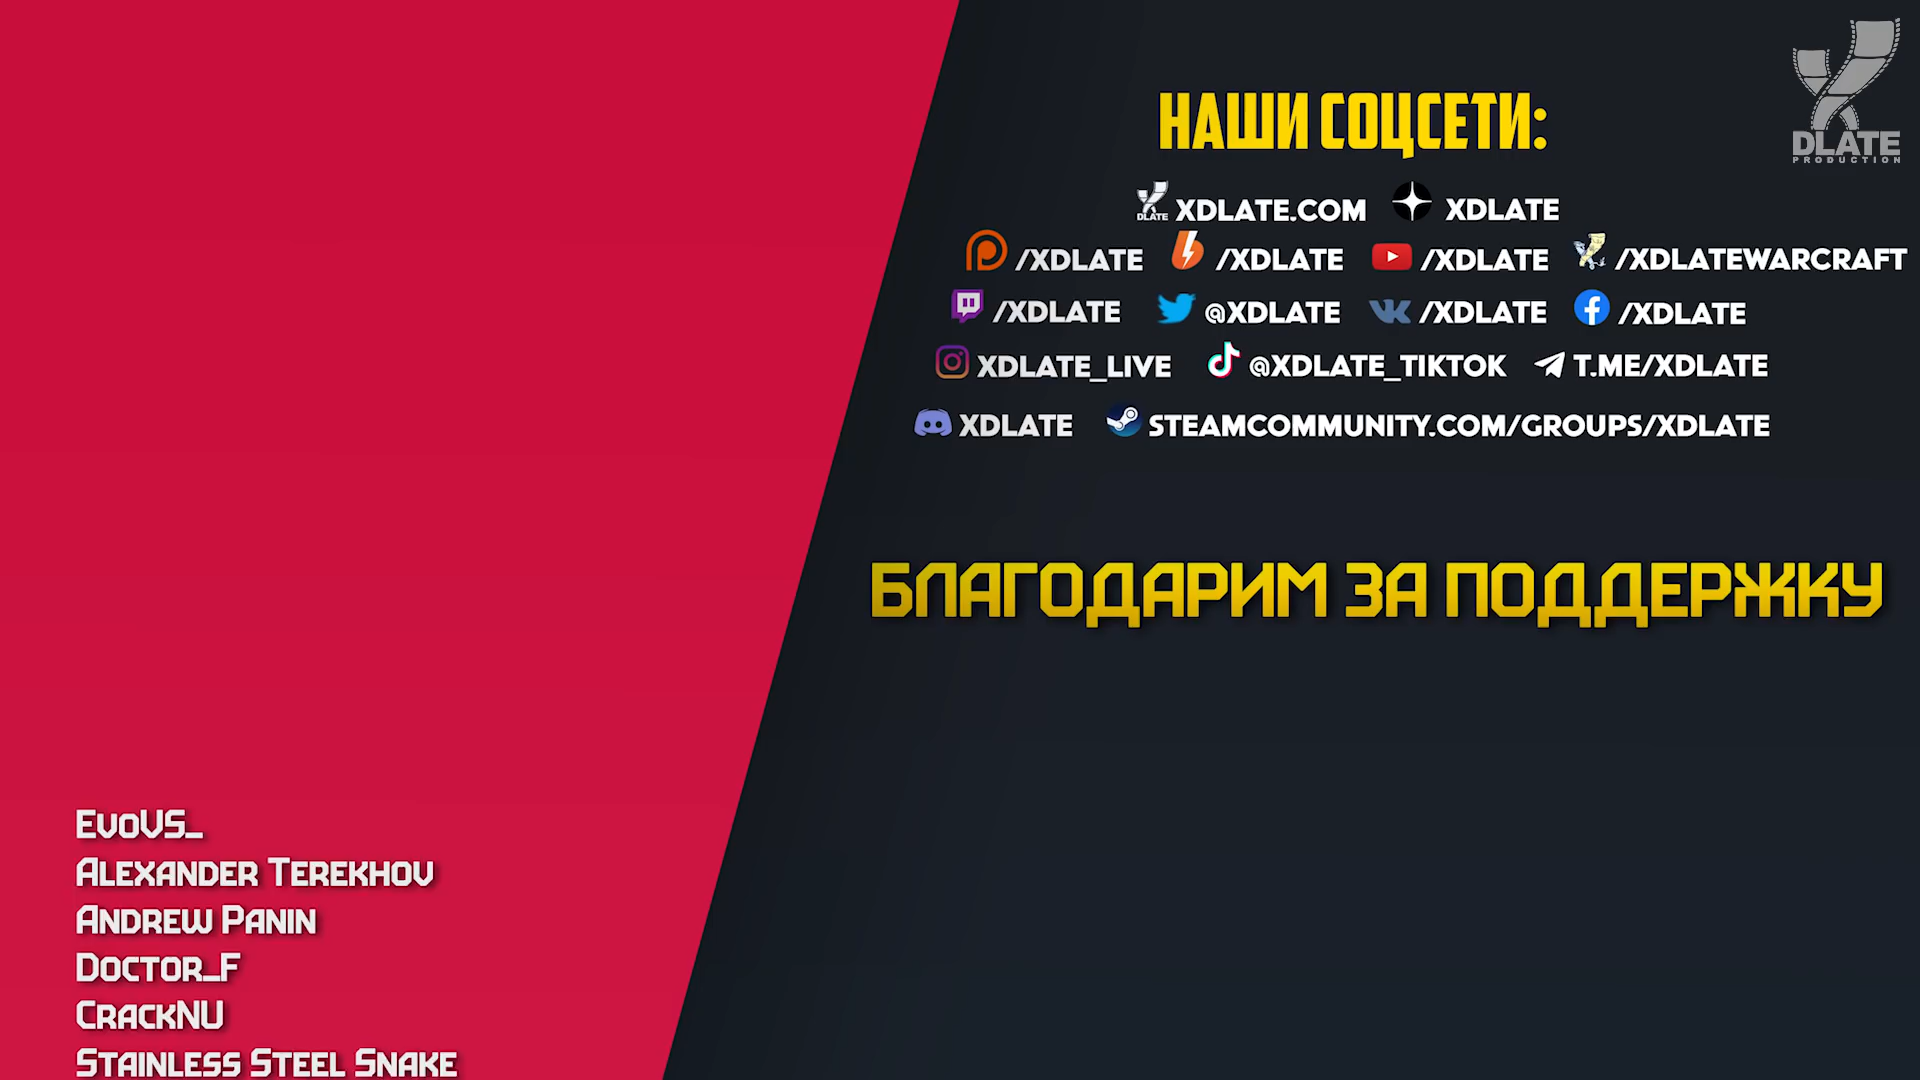 DLATE
PRODUCTION
НАШИ СОЦСЕТИ:
DLATE XDLATE.COM XDLATE
/XDLATE /XDLATE /XDLATE /XDLATEWARCRAFT
/XDLATE @XDLATE /XDLATE /XDLATE
XDLATE_LIVE @XDLATE_TIKTOK T.ME/XDLATE
XDLATE STEAMCOMMUNITY.COM/GROUPS/XDLATE
БЛАГОДАРИМ ЗА ПОДДЕРЖКУ
EvoVS_
Alexander Terekhov
Andrew Panin
Doctor_F
CrackNU
Stainless Steel Snake